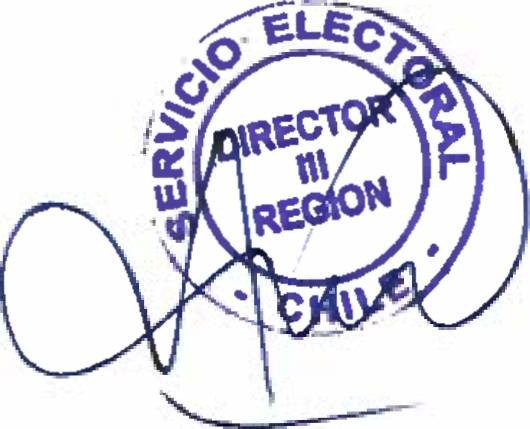 SERVICIO ELECTORAL
DIRECTOR
III
REGION
CHILE